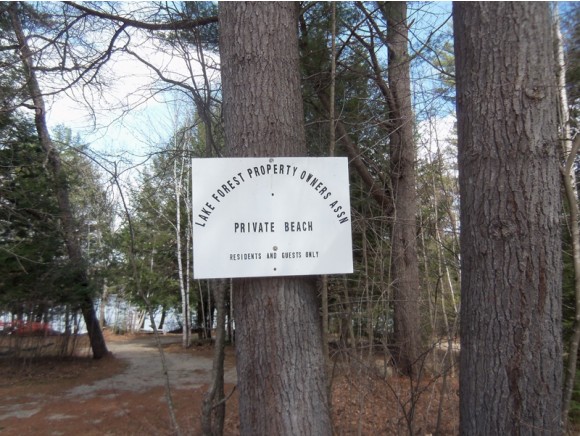 LAKE FOREST PROPERTY OWNERS ASSN
PRIVATE BEACH
RESIDENTS AND GUESTS ONLY